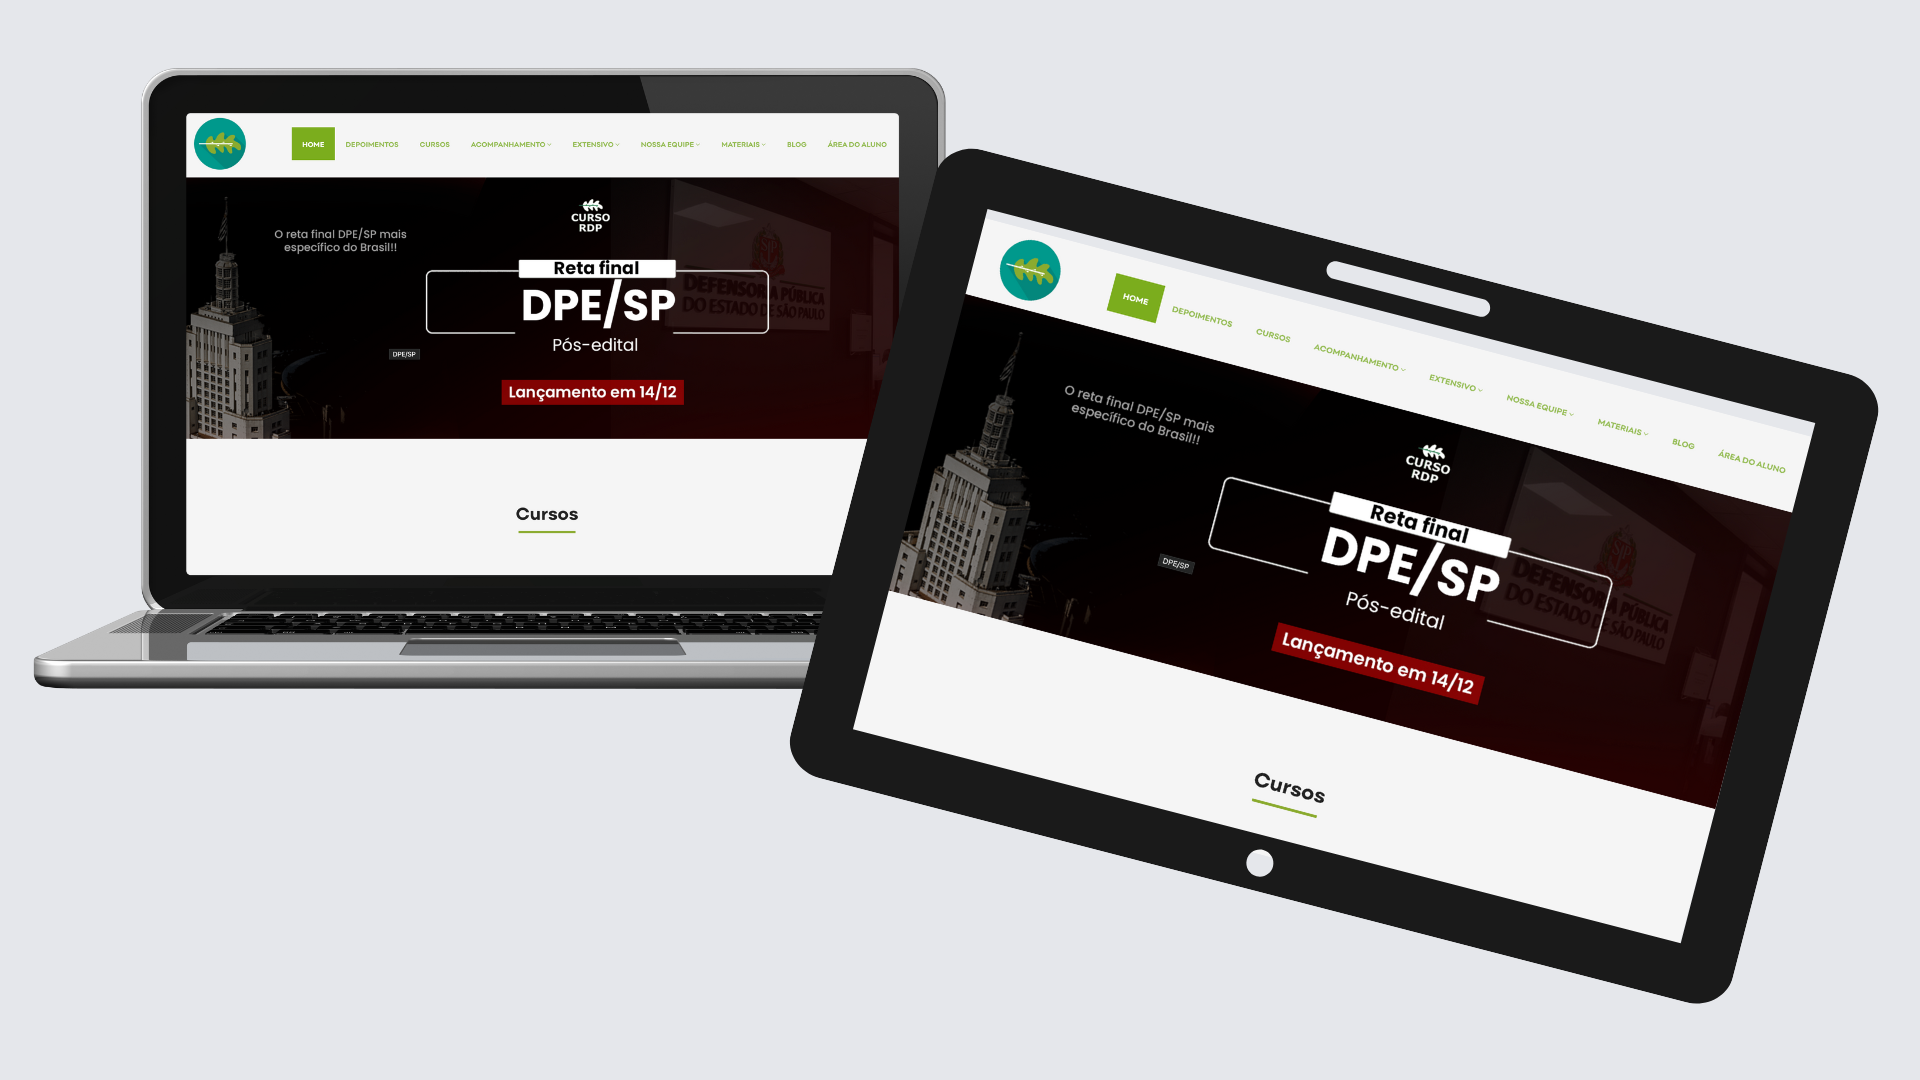 HOME DEPOIMENTOS CURSOS ACOMPANHAMENTO EXTENSIVO NOSSA EQUIPE MATERIAIS BLOG ÁREA DO ALUNO
CURSO
RDP
O reta final DPE/SP mais
específico do Brasil!!
Reta final
DPE/SP
DEFENSORIA PÚBLICA
DO ESTADO DE SÃO PAULO
Pós-edital
DPE/SP
Lançamento em 14/12
Cursos
HOME DEPOIMENTOS CURSOS ACOMPANHAMENTO EXTENSIVO NOSSA EQUIPE MATERIAIS BLOG ÁREA DO ALUNO
O reta final DPE/SP mais
específico do Brasil!!
CURSO
RDP
Reta final
DPE/SP
DEFENSORIA PÚBLICA
DO ESTADO DE SÃO PAULO
DPE/SP
Pós-edital
Lançamento em 14/12
Cursos